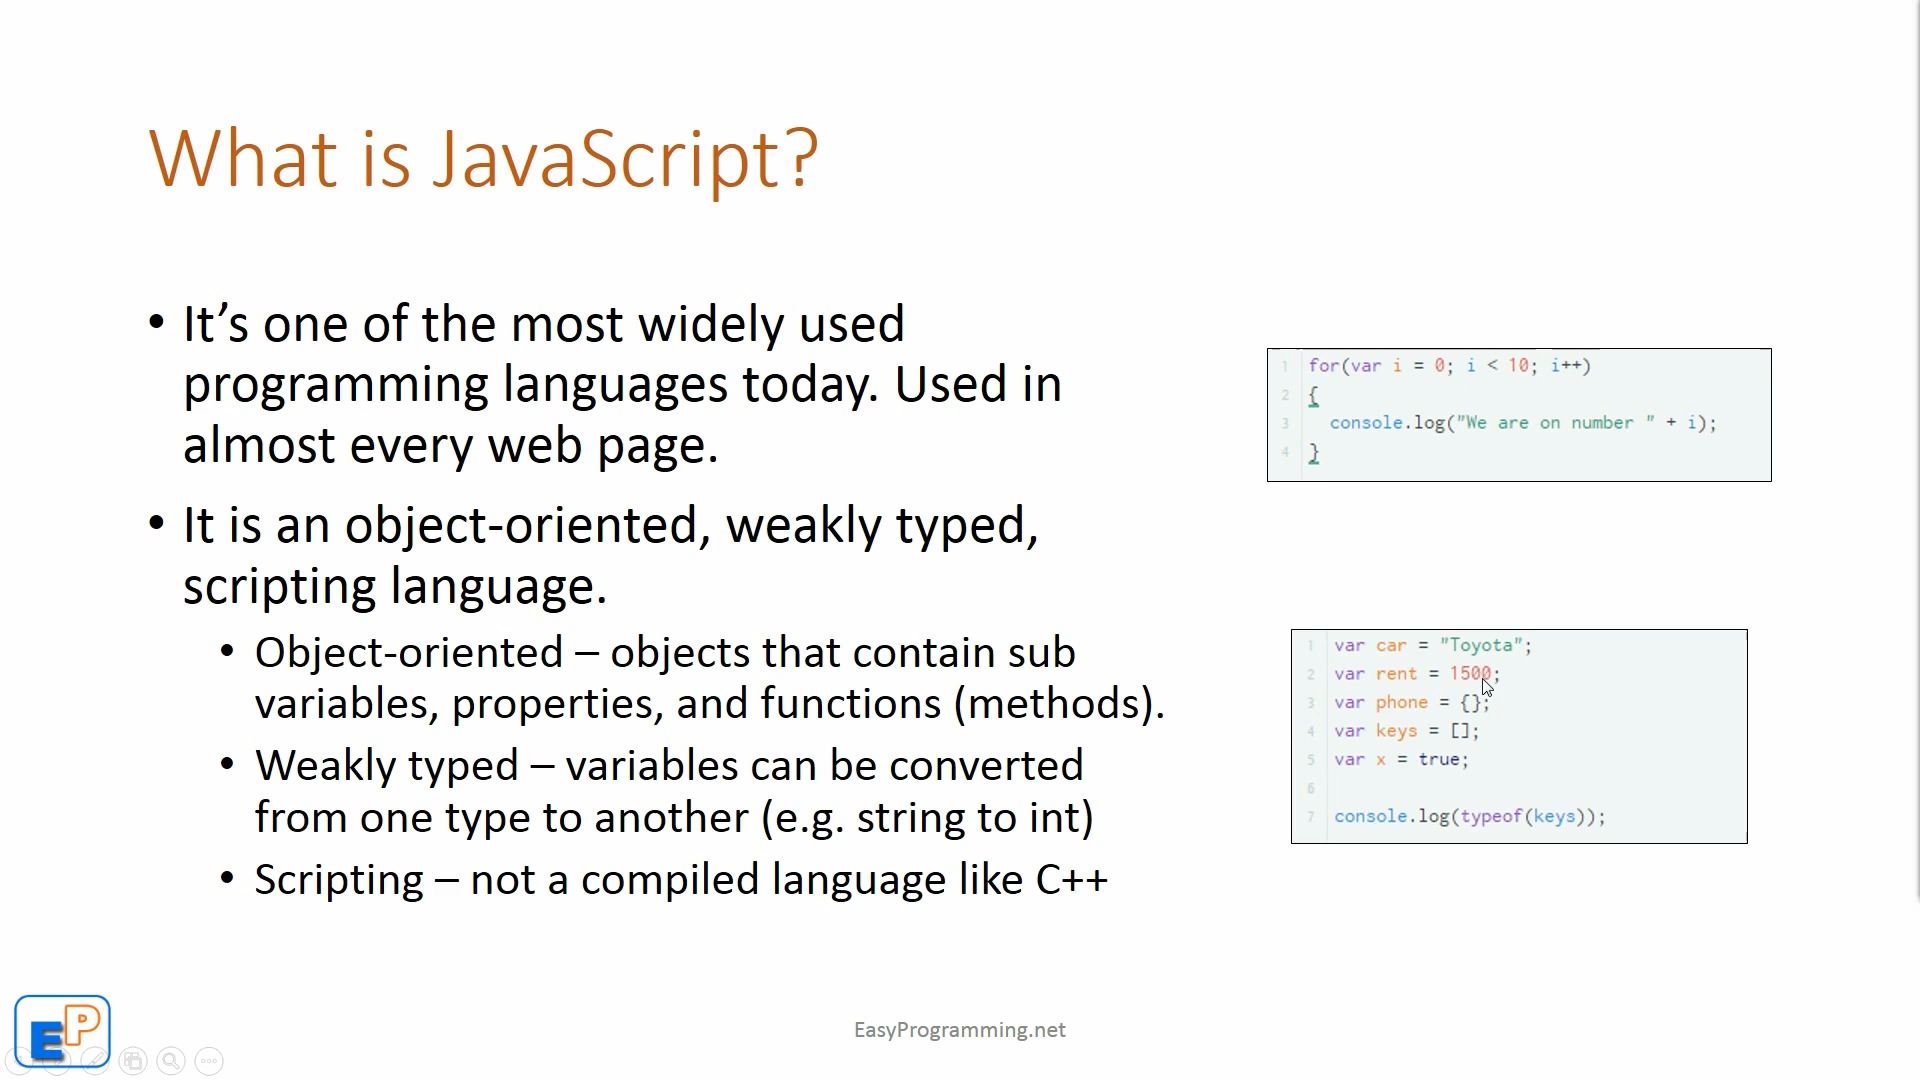 What is JavaScript?
• It’s one of the most widely used
programming languages today. Used in
almost every web page.
• It is an object-oriented, weakly typed,
scripting language.
• Object-oriented – objects that contain sub
variables, properties, and functions (methods).
• Weakly typed – variables can be converted
from one type to another (e.g. string to int)
• Scripting – not a compiled language like C++
1 for(var i = 0; i < 10; i++)
2 {
3 console.log("We are on number " + i);
4 }
1 var car = "Toyota";
2 var rent = 1500;
3 var phone = {};
4 var keys = [];
5 var x = true;
6
7 console.log(typeof(keys));
EP
EasyProgramming.net